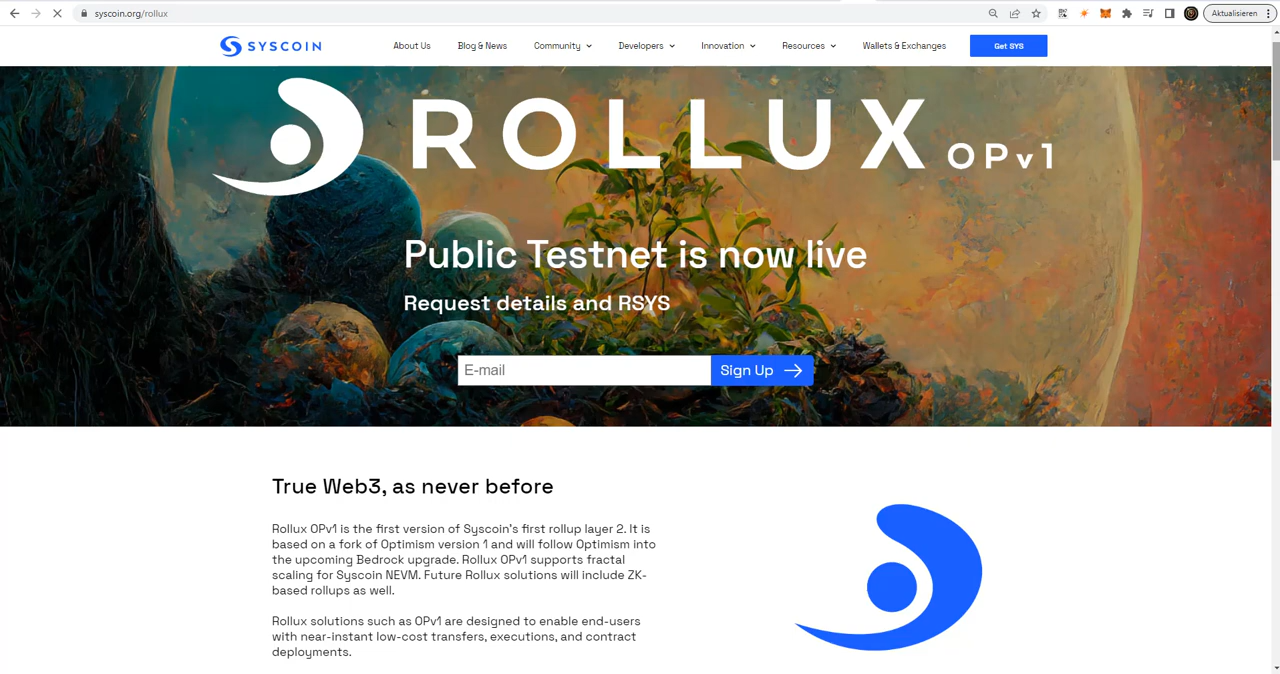 syscoin.org/rollux
Aktualisieren
SYSCOIN
About Us
Blog & News
Community
Developers
Innovation
Resources
Wallets & Exchanges
Get SYS
ROLLUX OPv1
Public Testnet is now live
Request details and RSYS
E-mail
Sign Up
True Web3, as never before
Rollux OPv1 is the first version of Syscoin's first rollup layer 2. It is
based on a fork of Optimism version 1 and will follow Optimism into
the upcoming Bedrock upgrade. Rollux OPv1 supports fractal
scaling for Syscoin NEVM. Future Rollux solutions will include ZK-
based rollups as well.
Rollux solutions such as OPv1 are designed to enable end-users
with near-instant low-cost transfers, executions, and contract
deployments.